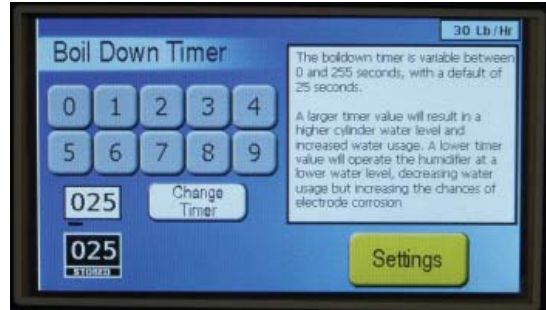 30 Lb/Hr
Boil Down Timer
The boildown timer is variable between
0 and 255 seconds, with a default of
25 seconds.
A larger timer value will result in a
higher cylinder water level and
increased water usage. A lower timer
value will operate the humidifier at a
lower water level, decreasing water
usage but increasing the chances of
electrode corrosion
0 1 2 3 4
5 6 7 8 9
025
Change
Timer
025
STORED
Settings